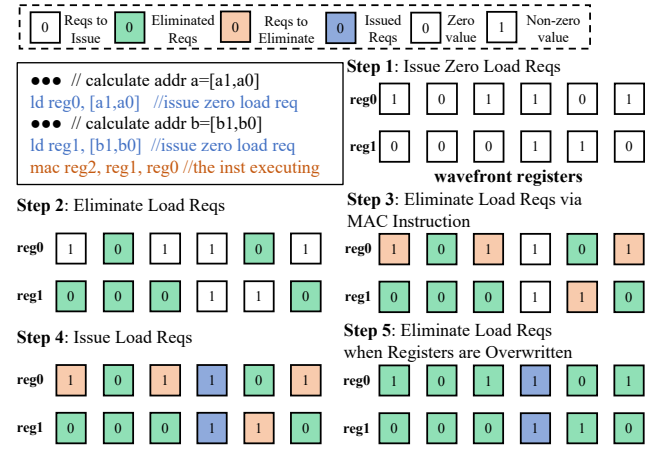 0 Reqs to Issue 0 Eliminated Reqs 0 Reqs to Eliminate 0 Issued Reqs 0 Zero value 1 Non-zero value
●●● // calculate addr a=[a1,a0]
ld reg0, [a1,a0] //issue zero load req
●●● // calculate addr b=[b1,b0]
ld reg1, [b1,b0] //issue zero load req
mac reg2, reg1, reg0 //the inst executing
Step 1: Issue Zero Load Reqs
reg0 1 0 1 1 0 1
reg1 0 0 0 1 1 0
wavefront registers
Step 2: Eliminate Load Reqs
reg0 1 0 1 1 0 1
reg1 0 0 0 1 1 0
Step 3: Eliminate Load Reqs via
MAC Instruction
reg0 1 0 1 1 0 1
reg1 0 0 0 1 1 0
Step 4: Issue Load Reqs
reg0 1 0 1 1 0 1
reg1 0 0 0 1 1 0
Step 5: Eliminate Load Reqs
when Registers are Overwritten
reg0 1 0 1 1 0 1
reg1 0 0 0 1 1 0